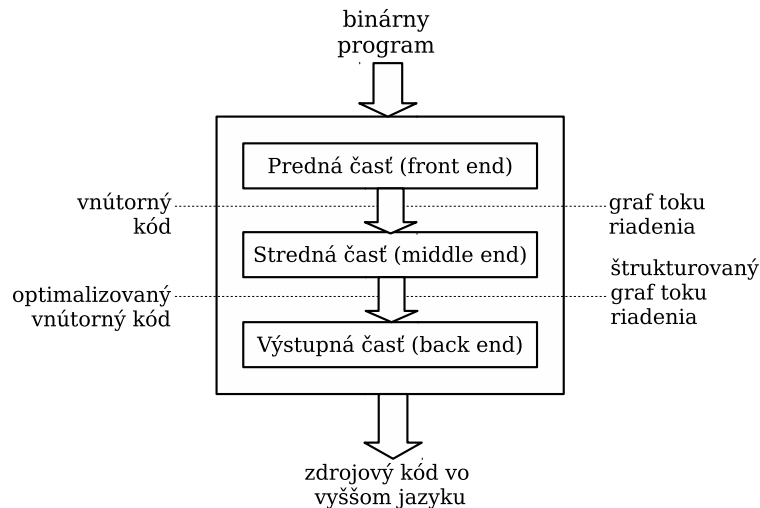 binárny
program
Predná časť (front end)
vnútorný
kód
graf toku
riadenia
Stredná časť (middle end)
optimalizovaný
vnútorný kód
štrukturovaný
graf toku
riadenia
Výstupná časť (back end)
zdrojový kód vo
vyššom jazyku